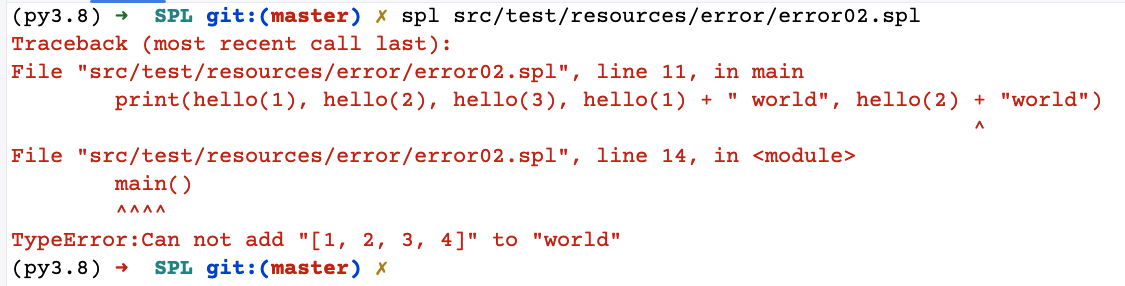 (py3.8) ➜ SPL git:(master) ✗ spl src/test/resources/error/error02.spl
Traceback (most recent call last):
File "src/test/resources/error/error02.spl", line 11, in main
        print(hello(1), hello(2), hello(3), hello(1) + " world", hello(2) + "world")
                                                                          ^
File "src/test/resources/error/error02.spl", line 14, in <module>
        main()
        ^^^^
TypeError:Can not add "[1, 2, 3, 4]" to "world"
(py3.8) ➜ SPL git:(master) ✗